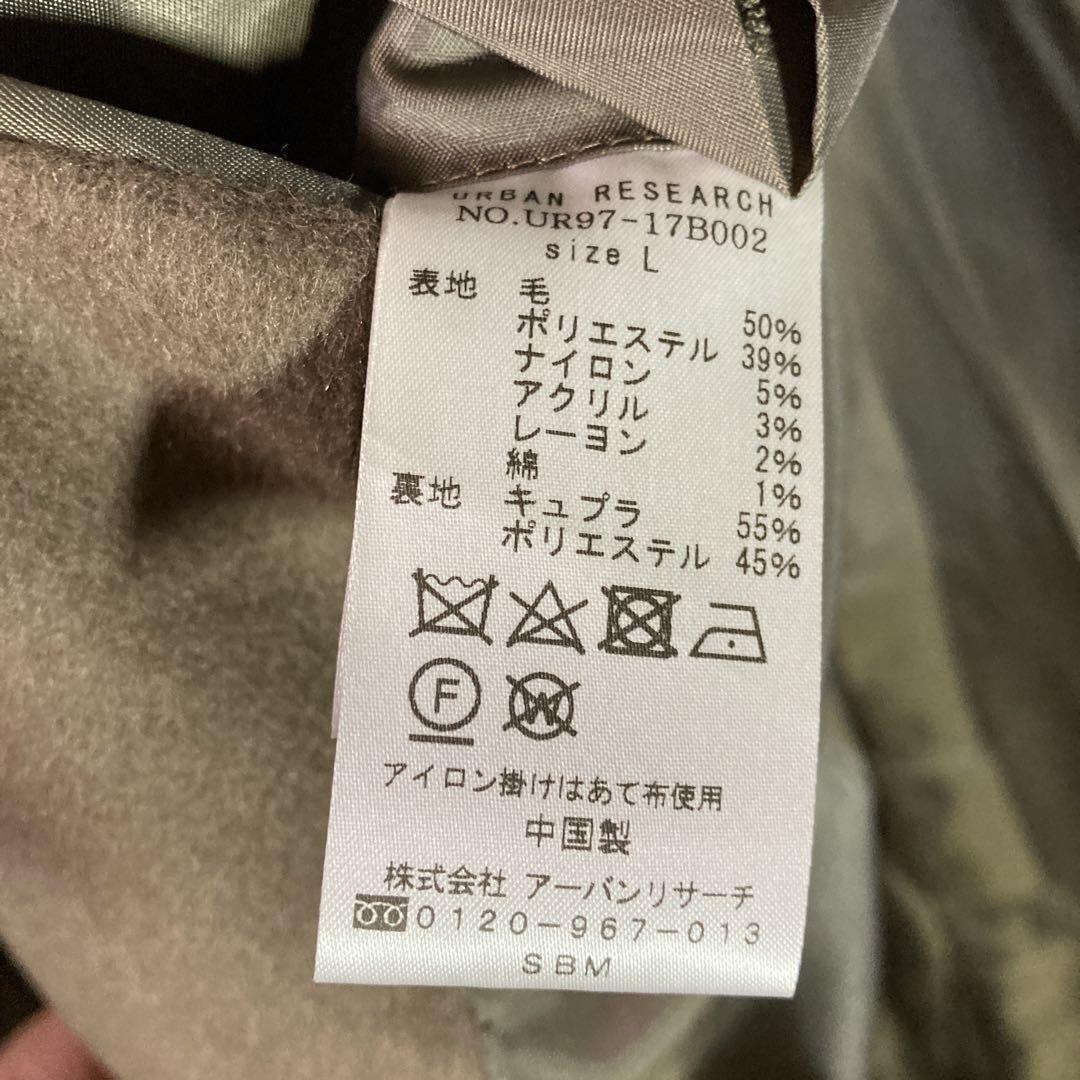 URBAN RESEARCH
NO.UR97-17B002
size L
表地 毛 50%
ポリエステル 39%
ナイロン 5%
アクリル 3%
レーヨン 2%
綿 1%
裏地 キュプラ 55%
ポリエステル 45%
F W
アイロン掛けはあて布使用
中国製
株式会社 アーバンリサーチ
0120-967-013
SBM